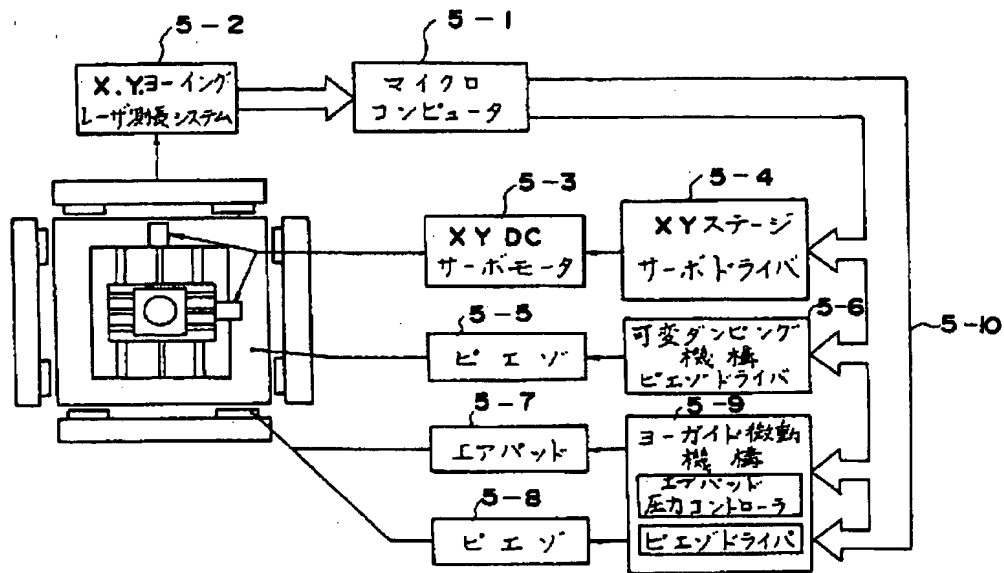 5-2
5-1
X.Y.ヨーイング
レーザ測長システム
マイクロ
コンピュータ
5-3
5-4
XY DC
サーボモータ
XYステージ
サーボドライバ
5-5
5-6
5-10
ピエゾ
可変ダンピング
機構
ピエゾドライバ
5-7
5-9
エアパッド
ヨーガイド微動
機構
エアパッド
圧力コントローラ
5-8
ピエゾ
ピエゾドライバ